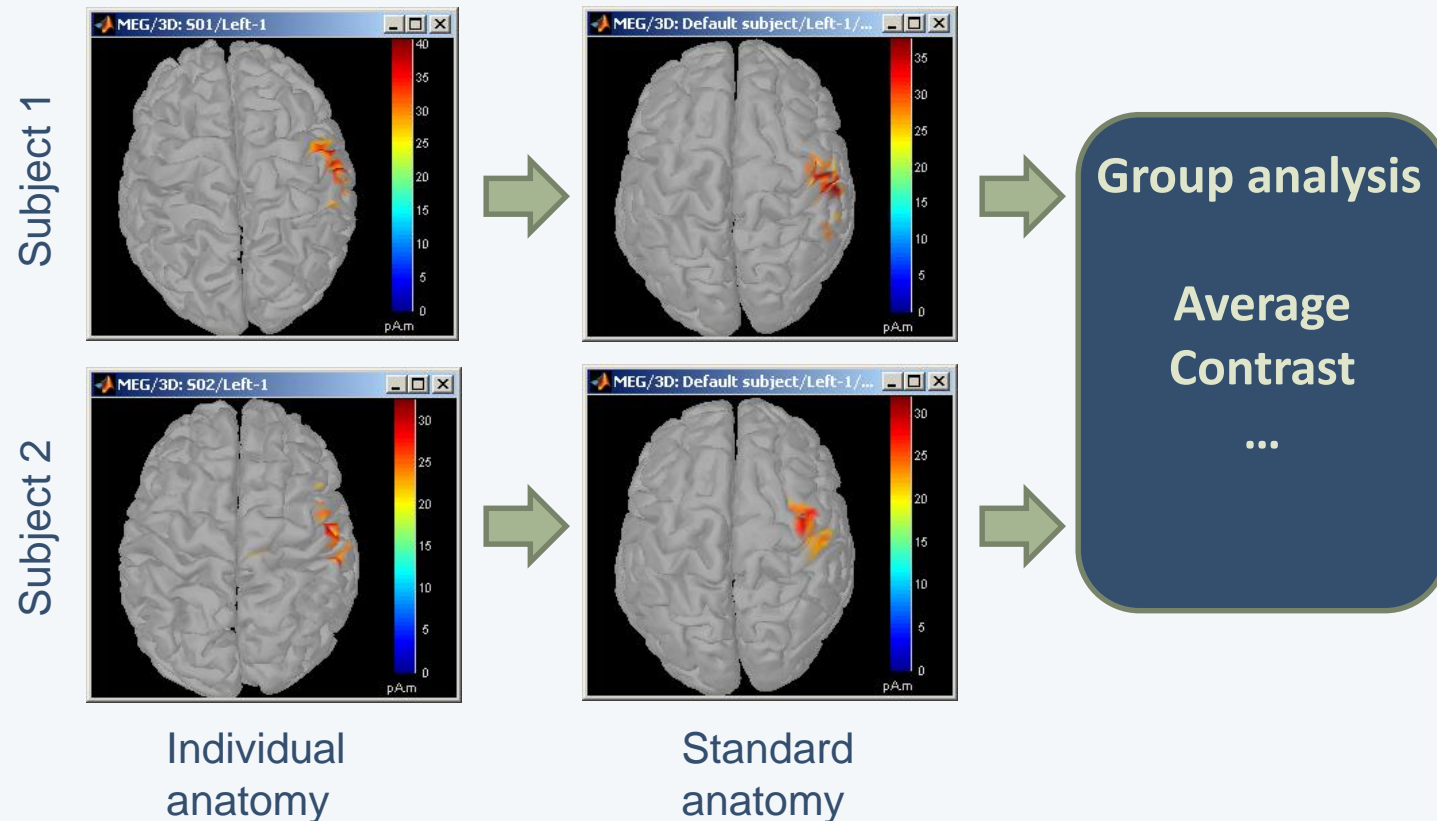 Subject 1
MEG/3D: S01/Left-1
40
35
30
25
20
15
10
5
0
pA.m
MEG/3D: Default subject/Left-1/...
35
30
25
20
15
10
5
0
pA.m
Group analysis
Average
Contrast
...
Subject 2
MEG/3D: S02/Left-1
30
25
20
15
10
5
0
pA.m
MEG/3D: Default subject/Left-1/...
30
25
20
15
10
5
0
pA.m
Individual
anatomy
Standard
anatomy